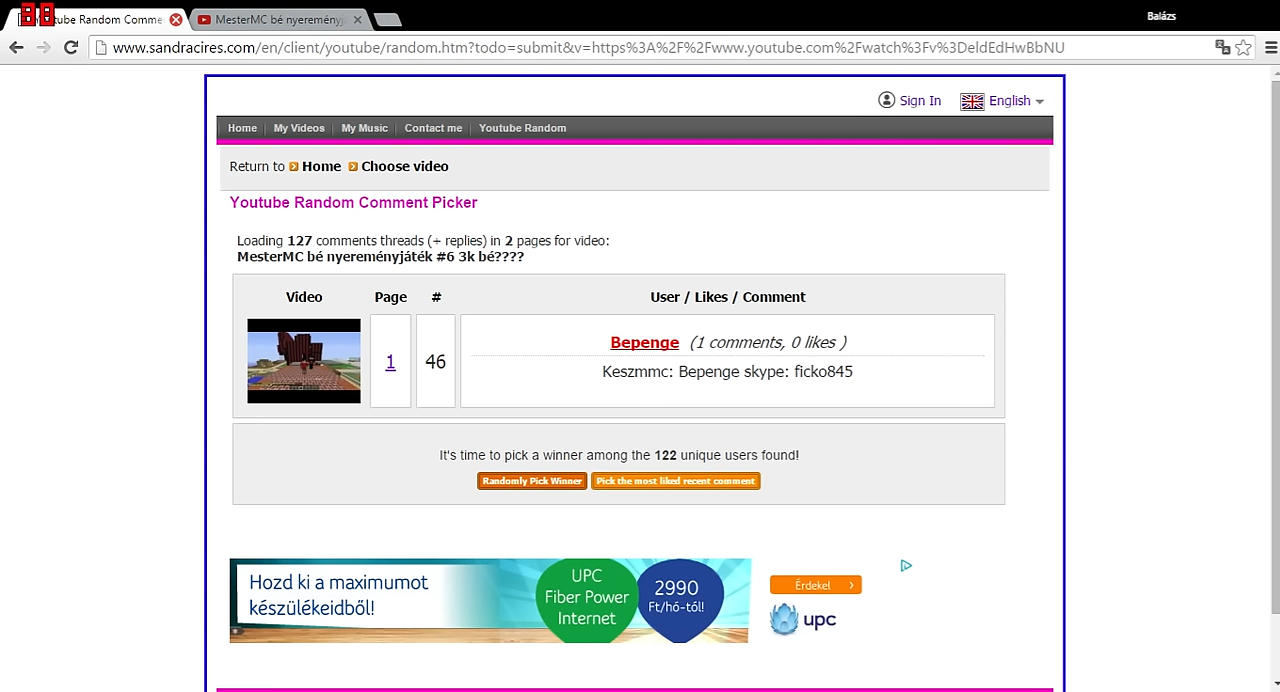 utube Random Comme
MesterMC bé nyereményj
Balázs
www.sandracires.com/en/client/youtube/random.htm?todo=submit&v=https%3A%2F%2Fwww.youtube.com%2Fwatch%3Fv%3DeldEdHwBbNU
Sign In English
Home My Videos My Music Contact me Youtube Random
Return to Home Choose video
Youtube Random Comment Picker
Loading 127 comments threads (+ replies) in 2 pages for video:
MesterMC bé nyereményjáték #6 3k bé????
Video Page # User / Likes / Comment
Bepenge (1 comments, 0 likes )
1 46
Keszmmc: Bepenge skype: ficko845
It's time to pick a winner among the 122 unique users found!
Randomly Pick Winner Pick the most liked recent comment
Hozd ki a maximumot
készülékeidből!
UPC
Fiber Power
Internet
2990
Ft/hó-tól!
Érdekel
upc